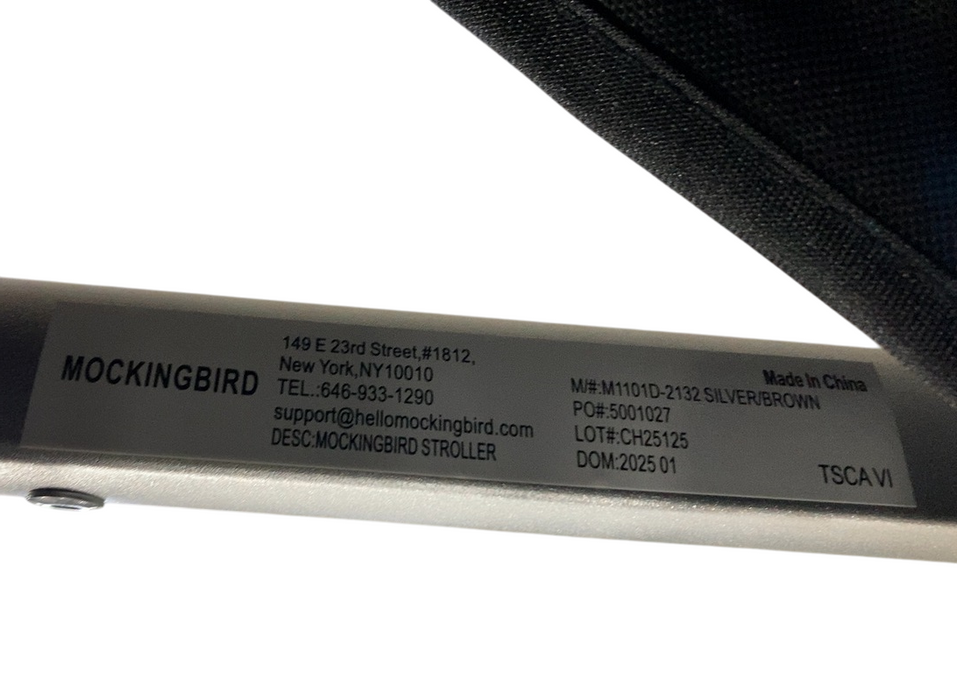 MOCKINGBIRD
149 E 23rd Street,#1812,
New York,NY10010
TEL.:646-933-1290
support@hellomockingbird.com
DESC:MOCKINGBIRD STROLLER
Made In China
M/#:M1101D-2132 SILVER/BROWN
PO#:5001027
LOT#:CH25125
DOM:2025 01
TSCA VI